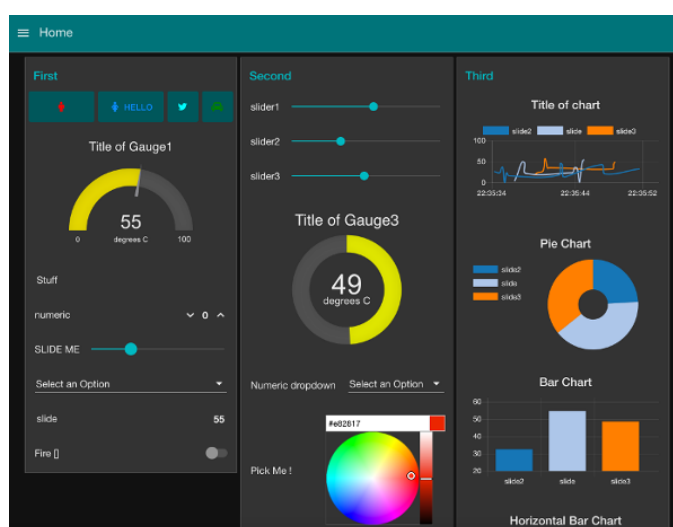 Home
First
HELLO
Title of Gauge1
55
degrees C
0
100
Stuff
numeric
0
SLIDE ME
Select an Option
slide
55
Fire []
Second
slider1
slider2
slider3
Title of Gauge3
49
degrees C
Numeric dropdown Select an Option
#e82817
Pick Me !
Third
Title of chart
slide2 slide slide3
100
50
0
22:35:34 22:35:44 22:35:52
Pie Chart
slide2
slide
slide3
Bar Chart
60
50
40
30
20
slide2 slide slide3
Horizontal Bar Chart